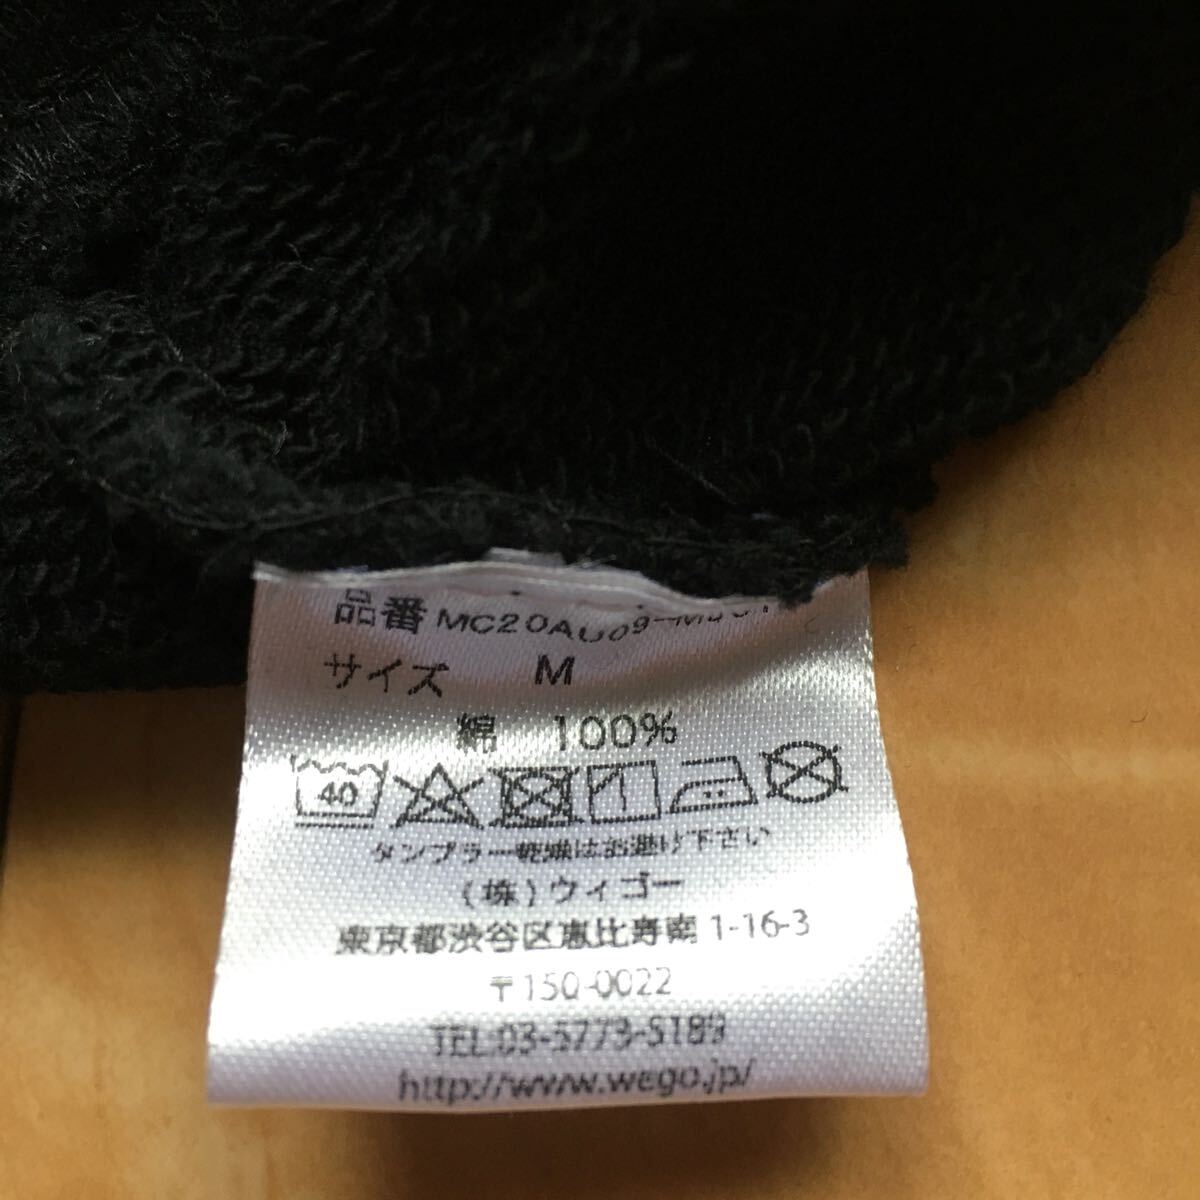 品番 MC20AU09-
サイズ M
綿 100%
40
タンブラー乾燥はお避け下さい
(株)ウィゴー
東京都渋谷区恵比寿南 1-16-3
〒150-0022
TEL:03-5773-5189
http://www.wego.jp/